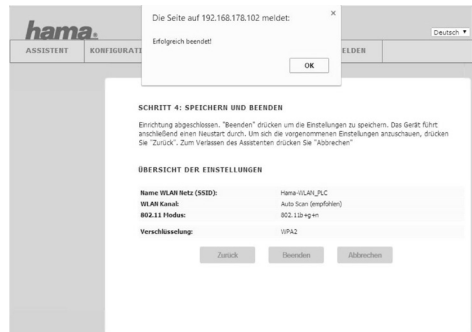 hama.
Die Seite auf 192.168.178.102 meldet:
×
Erfolgreich beendet!
OK
Deutsch
ASSISTENT
KONFIGURATI
ELDEN
SCHRITT 4: SPEICHERN UND BEENDEN
Einrichtung abgeschlossen. "Beenden" drücken um die Einstellungen zu speichern. Das Gerät führt
anschließend einen Neustart durch. Um sich die vorgenommenen Einstellungen anzuschauen, drücken
Sie "Zurück". Zum Verlassen des Assistenten drücken Sie "Abbrechen"
ÜBERSICHT DER EINSTELLUNGEN
Name WLAN Netz (SSID): Hama-WLAN_PLC
WLAN Kanal: Auto Scan (empfohlen)
802.11 Modus: 802.11b+g+n
Verschlüsselung: WPA2
Zurück Beenden Abbrechen